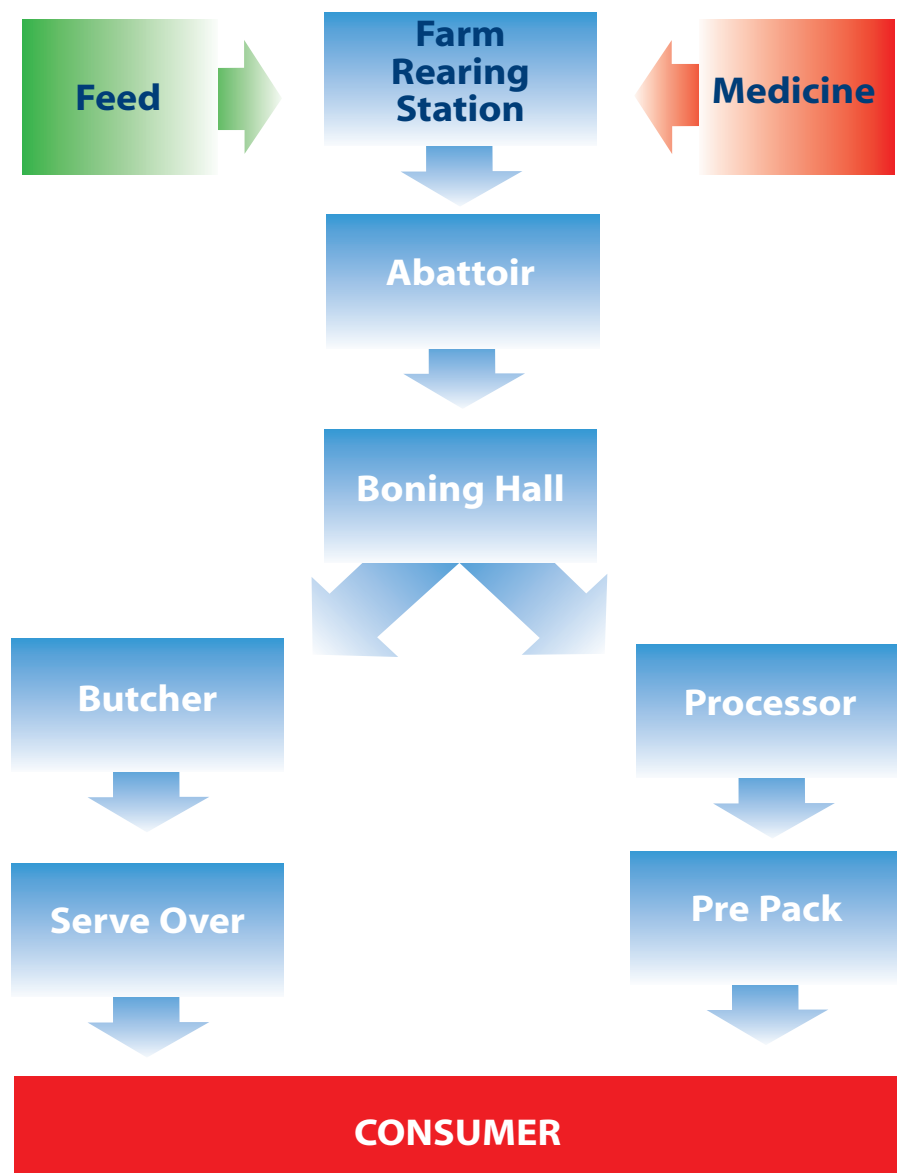 Feed
Farm
Rearing
Station
Medicine
Abattoir
Boning Hall
Butcher
Processor
Serve Over
Pre Pack
CONSUMER